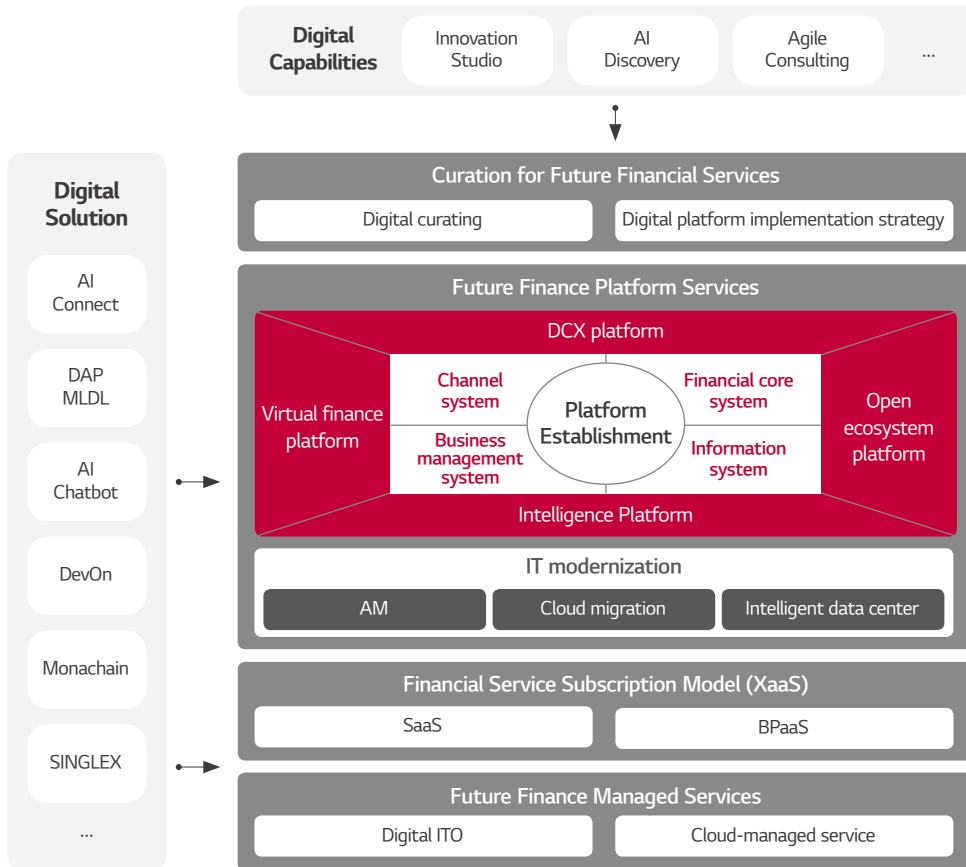 Digital
Capabilities
Innovation
Studio
AI
Discovery
Agile
Consulting
...
Digital
Solution
AI
Connect
DAP
MLDL
AI
Chatbot
DevOn
Monachain
SINGLEX
...
Curation for Future Financial Services
Digital curating
Digital platform implementation strategy
Future Finance Platform Services
DCX platform
Virtual finance
platform
Channel
system
Financial core
system
Platform
Establishment
Business
management
system
Information
system
Open
ecosystem
platform
Intelligence Platform
IT modernization
AM
Cloud migration
Intelligent data center
Financial Service Subscription Model (XaaS)
SaaS
BPaaS
Future Finance Managed Services
Digital ITO
Cloud-managed service